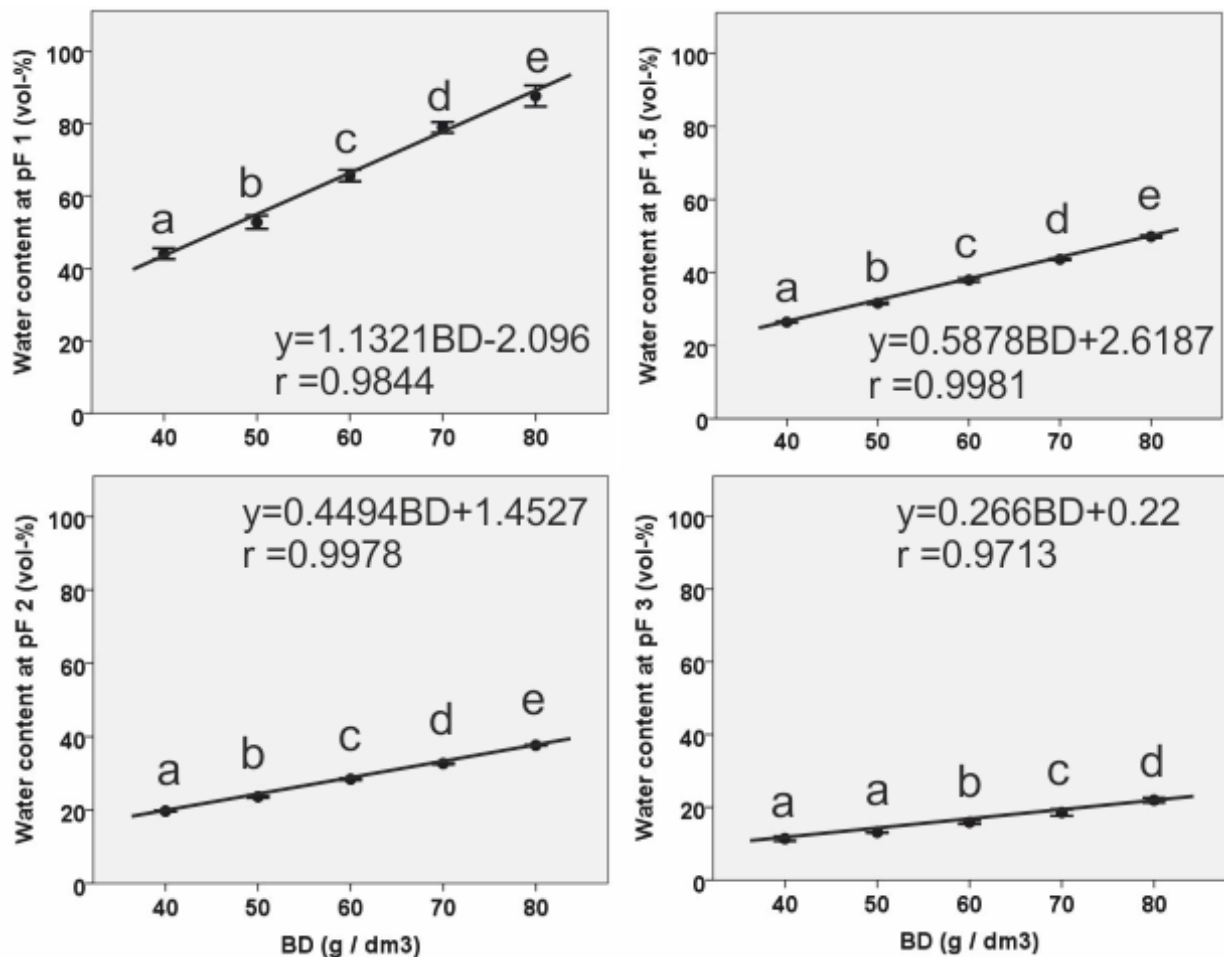 Water content at pF 1 (vol-%)
100
80
60
40
20
0
a
b
c
d
e
y=1.1321BD-2.096
r =0.9844
40 50 60 70 80
Water content at pF 1.5 (vol-%)
100
80
60
40
20
0
a
b
c
d
e
y=0.5878BD+2.6187
r =0.9981
40 50 60 70 80
Water content at pF 2 (vol-%)
100
80
60
40
20
0
y=0.4494BD+1.4527
r =0.9978
a
b
c
d
e
40 50 60 70 80
BD (g / dm3)
Water content at pF 3 (vol-%)
100
80
60
40
20
0
y=0.266BD+0.22
r =0.9713
a
a
b
c
d
40 50 60 70 80
BD (g / dm3)